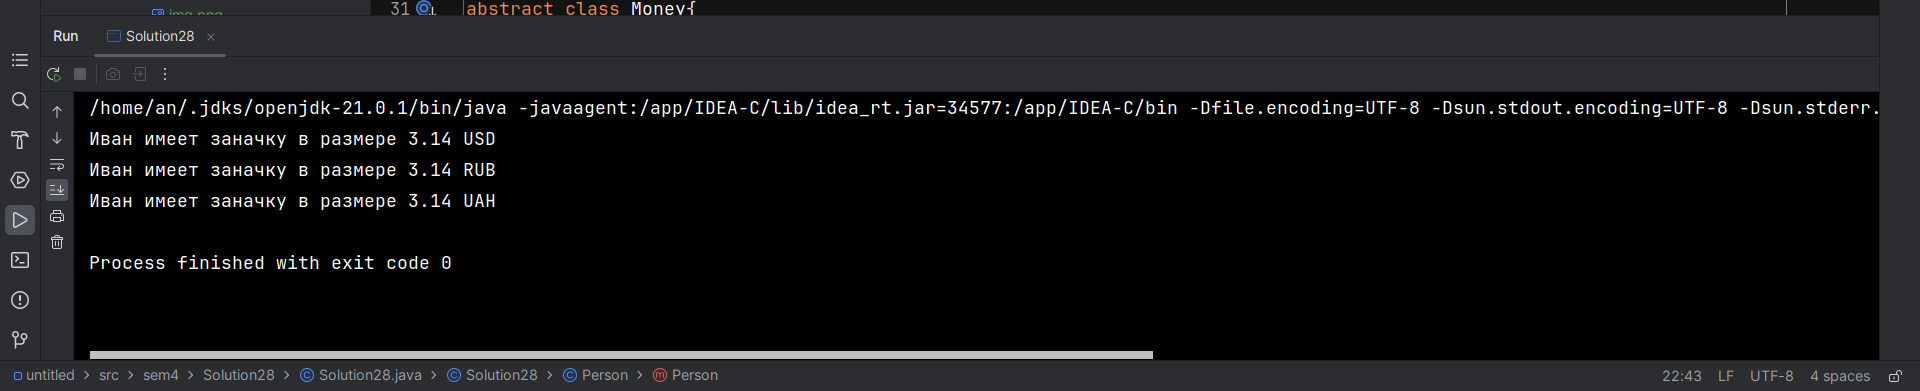 img.png
31 abstract class Money{
Run Solution28
/home/an/.jdks/openjdk-21.0.1/bin/java -javaagent:/app/IDEA-C/lib/idea_rt.jar=34577:/app/IDEA-C/bin -Dfile.encoding=UTF-8 -Dsun.stdout.encoding=UTF-8 -Dsun.stderr.
Иван имеет заначку в размере 3.14 USD
Иван имеет заначку в размере 3.14 RUB
Иван имеет заначку в размере 3.14 UAH
Process finished with exit code 0
untitled > src > sem4 > Solution28 > Solution28.java > Solution28 > Person > Person 22:43 LF UTF-8 4 spaces